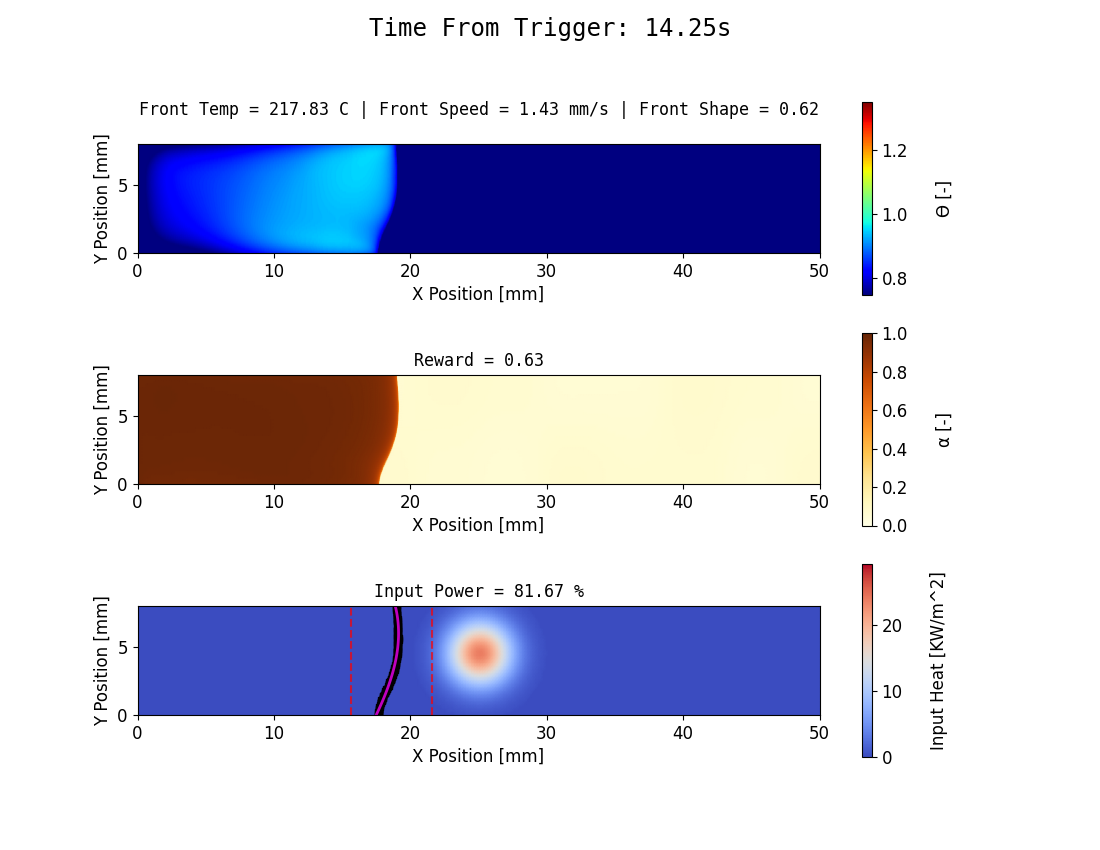 Time From Trigger: 14.25s
Front Temp = 217.83 C | Front Speed = 1.43 mm/s | Front Shape = 0.62
Y Position [mm]
5
0
0 10 20 30 40 50
X Position [mm]
1.2
1.0
0.8
Θ [-]
Reward = 0.63
Y Position [mm]
5
0
0 10 20 30 40 50
X Position [mm]
1.0
0.8
0.6
0.4
0.2
0.0
α [-]
Input Power = 81.67 %
Y Position [mm]
5
0
0 10 20 30 40 50
X Position [mm]
20
10
0
Input Heat [KW/m^2]